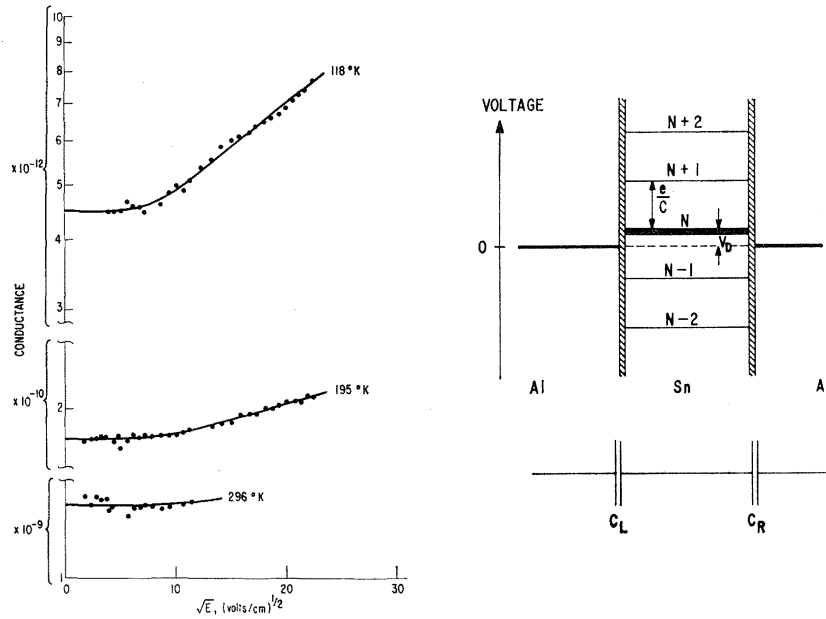 10
9
8
7
6
5
4
3
x10⁻¹²
118 °K
CONDUCTANCE
2
x10⁻¹⁰
195 °K
x10⁻⁹
296 °K
1
0 10 20 30
√E, (volts/cm)^1/2
VOLTAGE
N+2
N+1
e/C
N
V_D
0
N-1
N-2
Al Sn A
C_L C_R